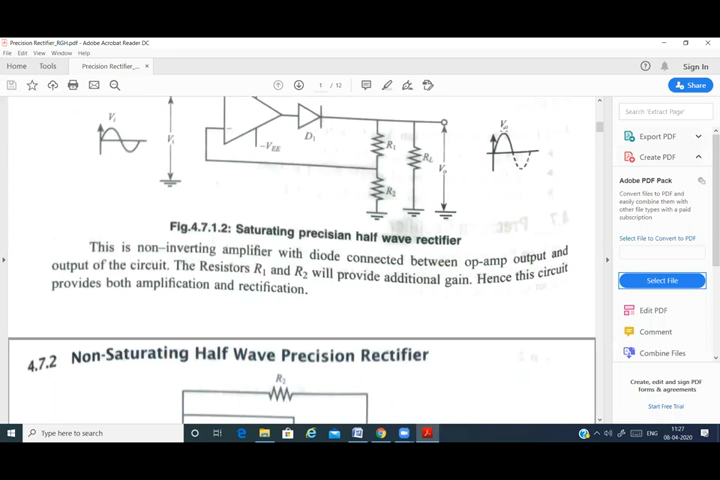 Precision Rectifier_RGH.pdf - Adobe Acrobat Reader DC
File Edit View Window Help
Home Tools Precision Rectifier_... × Sign In
1 / 12 Share
Search 'Extract Page'
Export PDF
Create PDF
Adobe PDF Pack
Convert files to PDF and
easily combine them with
other file types with a paid
subscription
Select File to Convert to PDF
Select File
Edit PDF
Comment
Combine Files
Create, edit and sign PDF
forms & agreements
Start Free Trial
Vi
Vi
-VEE
D1
R1
RL
R2
Vo
Vo
Fig.4.7.1.2: Saturating precisian half wave rectifier
This is non-inverting amplifier with diode connected between op-amp output and
output of the circuit. The Resistors R1 and R2 will provide additional gain. Hence this circuit
provides both amplification and rectification.
4.7.2 Non-Saturating Half Wave Precision Rectifier
R2
Type here to search
ENG
11:27
08-04-2020